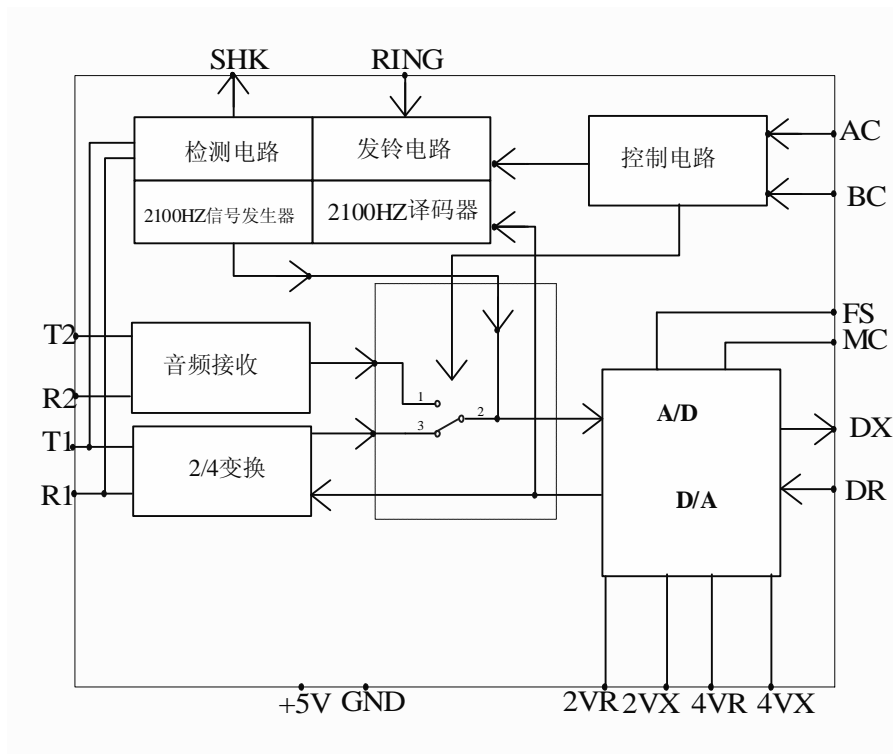 SHK
RING
检测电路
发铃电路
控制电路
AC
BC
2100HZ信号发生器
2100HZ译码器
T2
R2
T1
R1
音频接收
2/4变换
1
3
2
FS
MC
A/D
D/A
DX
DR
+5V
GND
2VR
2VX
4VR
4VX